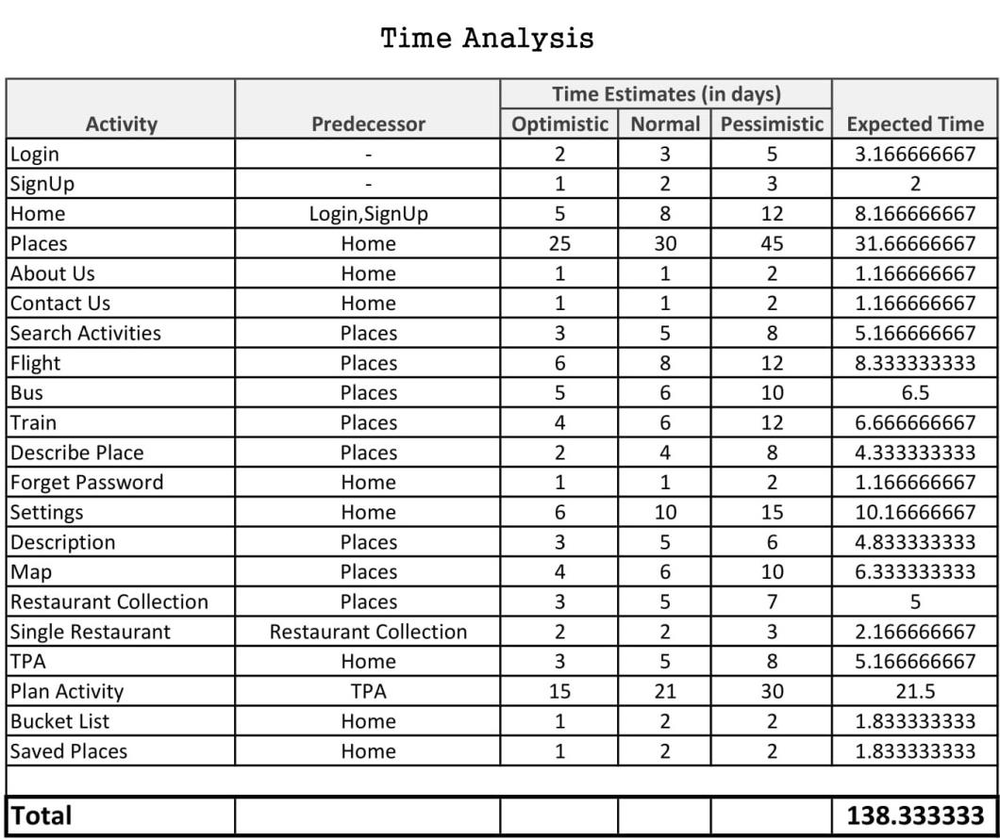 Time Analysis
Time Estimates (in days)
Activity Predecessor Optimistic Normal Pessimistic Expected Time
Login - 2 3 5 3.166666667
SignUp - 1 2 3 2
Home Login,SignUp 5 8 12 8.166666667
Places Home 25 30 45 31.66666667
About Us Home 1 1 2 1.166666667
Contact Us Home 1 1 2 1.166666667
Search Activities Places 3 5 8 5.166666667
Flight Places 6 8 12 8.333333333
Bus Places 5 6 10 6.5
Train Places 4 6 12 6.666666667
Describe Place Places 2 4 8 4.333333333
Forget Password Home 1 1 2 1.166666667
Settings Home 6 10 15 10.16666667
Description Places 3 5 6 4.833333333
Map Places 4 6 10 6.333333333
Restaurant Collection Places 3 5 7 5
Single Restaurant Restaurant Collection 2 2 3 2.166666667
TPA Home 3 5 8 5.166666667
Plan Activity TPA 15 21 30 21.5
Bucket List Home 1 2 2 1.833333333
Saved Places Home 1 2 2 1.833333333
Total 138.333333